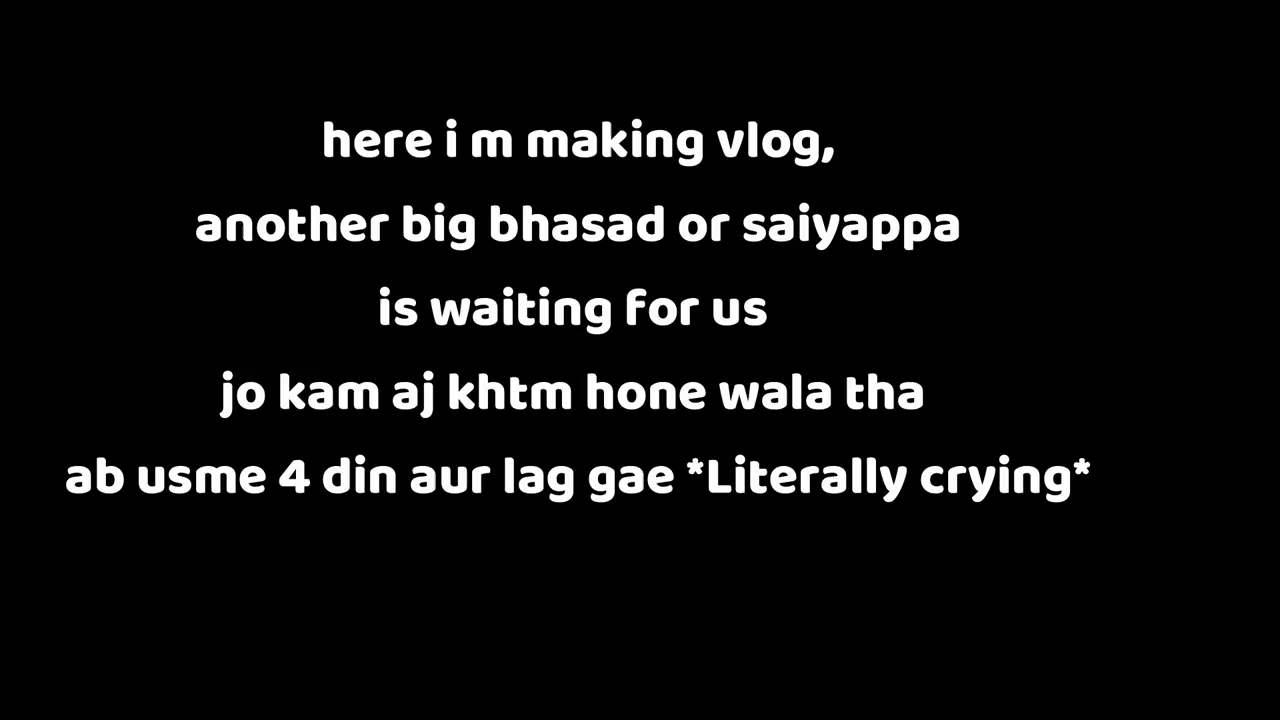 here i m making vlog,
another big bhasad or saiyappa
is waiting for us
jo kam aj khtm hone wala tha
ab usme 4 din aur lag gae *Literally crying*